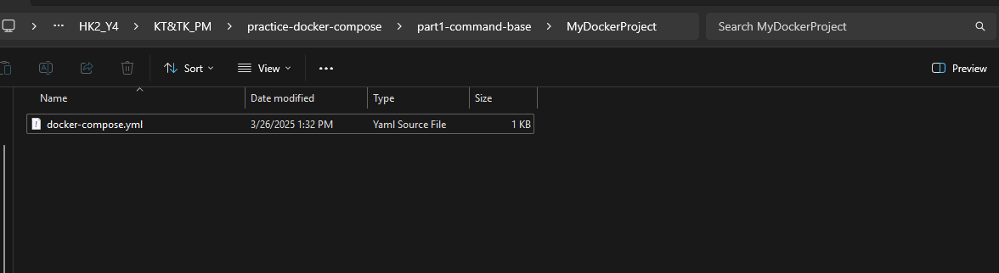 ··· HK2_Y4 KT&TK_PM practice-docker-compose part1-command-base MyDockerProject Search MyDockerProject
Sort View ··· Preview
Name Date modified Type Size
docker-compose.yml 3/26/2025 1:32 PM Yaml Source File 1 KB